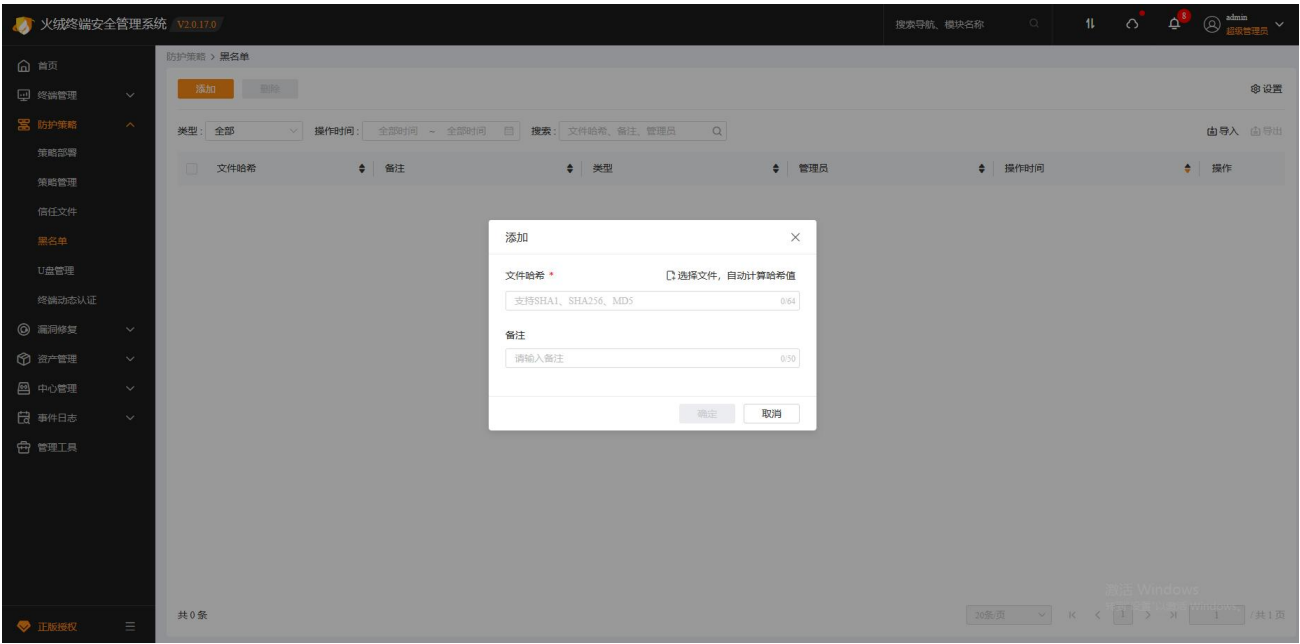 火绒终端安全管理系统 V2.0.17.0
搜索导航、模块名称
5
admin
超级管理员
首页
终端管理
防护策略
策略部署
策略管理
信任文件
黑名单
U盘管理
终端动态认证
漏洞修复
资产管理
中心管理
事件日志
管理工具
正版授权
防护策略 > 黑名单
添加 删除 设置
类型: 全部 操作时间: 全部时间 ~ 全部时间 搜索: 文件哈希、备注、管理员 导入 导出
文件哈希 备注 类型 管理员 操作时间 操作
添加
文件哈希 * 选择文件，自动计算哈希值
支持SHA1、SHA256、MD5 0/64
备注
请输入备注 0/50
确定 取消
激活 Windows
共 0 条 20条/页 1 1 /共 1 页